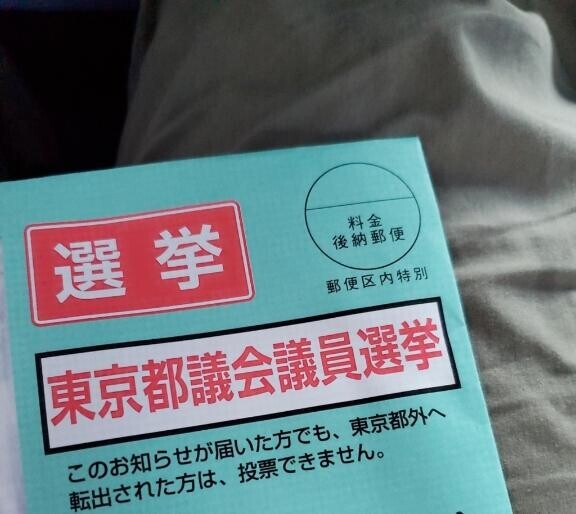 選挙
料金
後納郵便
郵便区内特別
東京都議会議員選挙
このお知らせが届いた方でも、東京都外へ
転出された方は、投票できません。